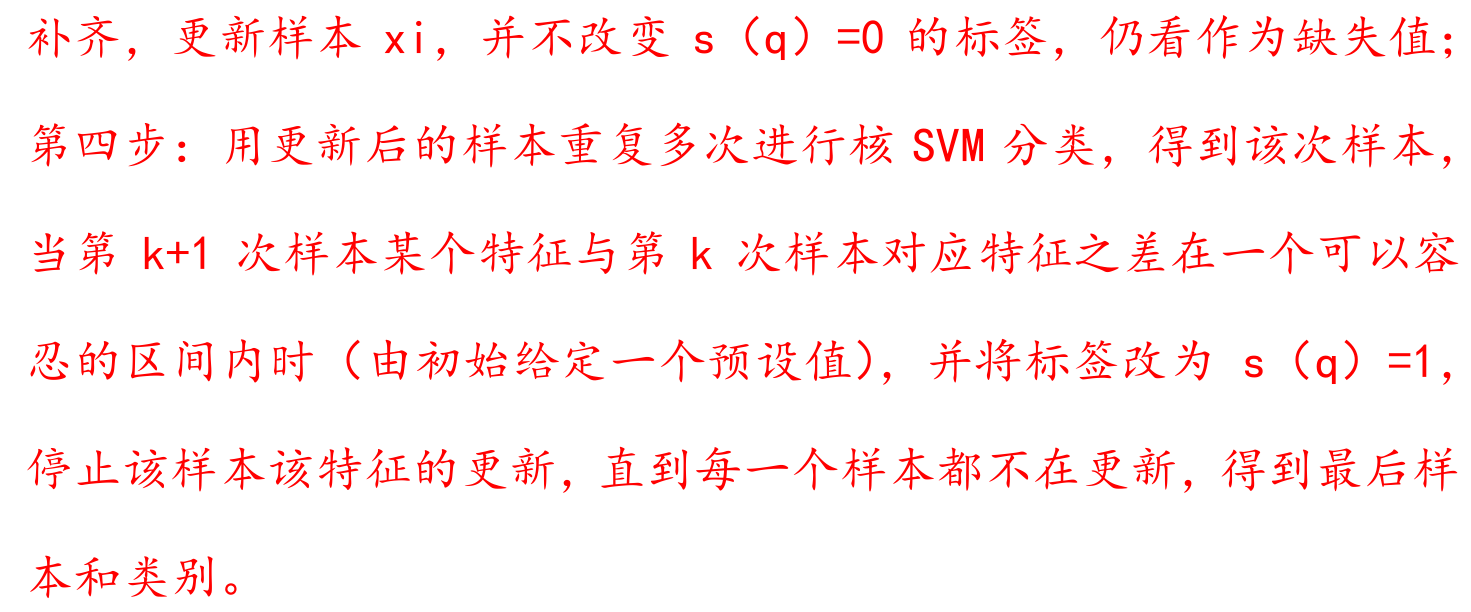 补齐，更新样本 xi，并不改变 s（q）=0 的标签，仍看作为缺失值；
第四步：用更新后的样本重复多次进行核 SVM 分类，得到该次样本，
当第 k+1 次样本某个特征与第 k 次样本对应特征之差在一个可以容
忍的区间内时（由初始给定一个预设值），并将标签改为 s（q）=1，
停止该样本该特征的更新，直到每一个样本都不在更新，得到最后样
本和类别。